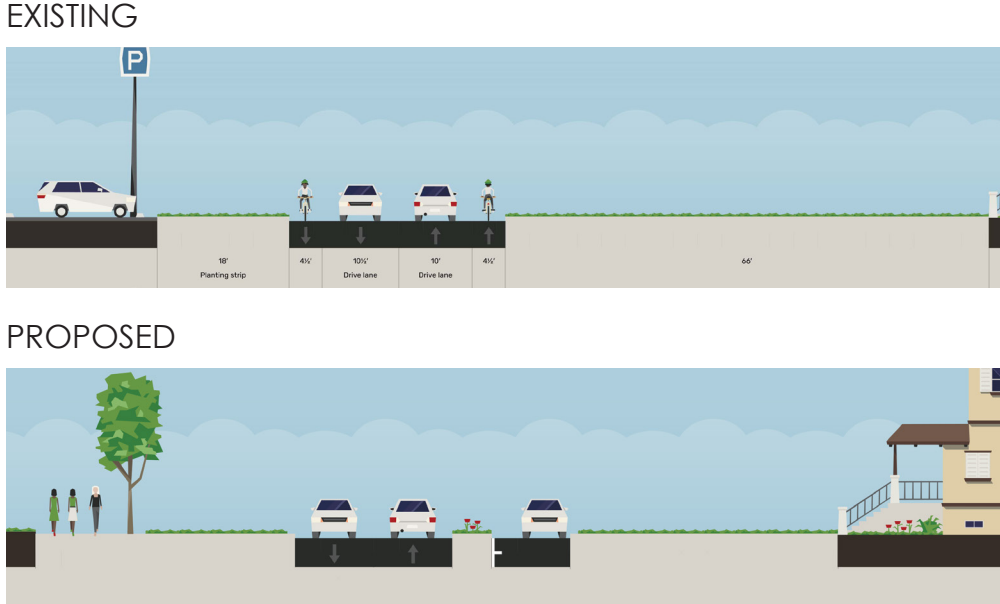 EXISTING
P
18' 4½' 10½' 10' 4½' 66'
Planting strip Drive lane Drive lane
PROPOSED